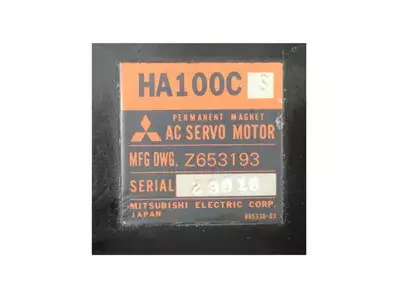 HA100C S
PERMANENT MAGNET
AC SERVO MOTOR
MFG DWG. Z653193
SERIAL
MITSUBISHI ELECTRIC CORP.
JAPAN